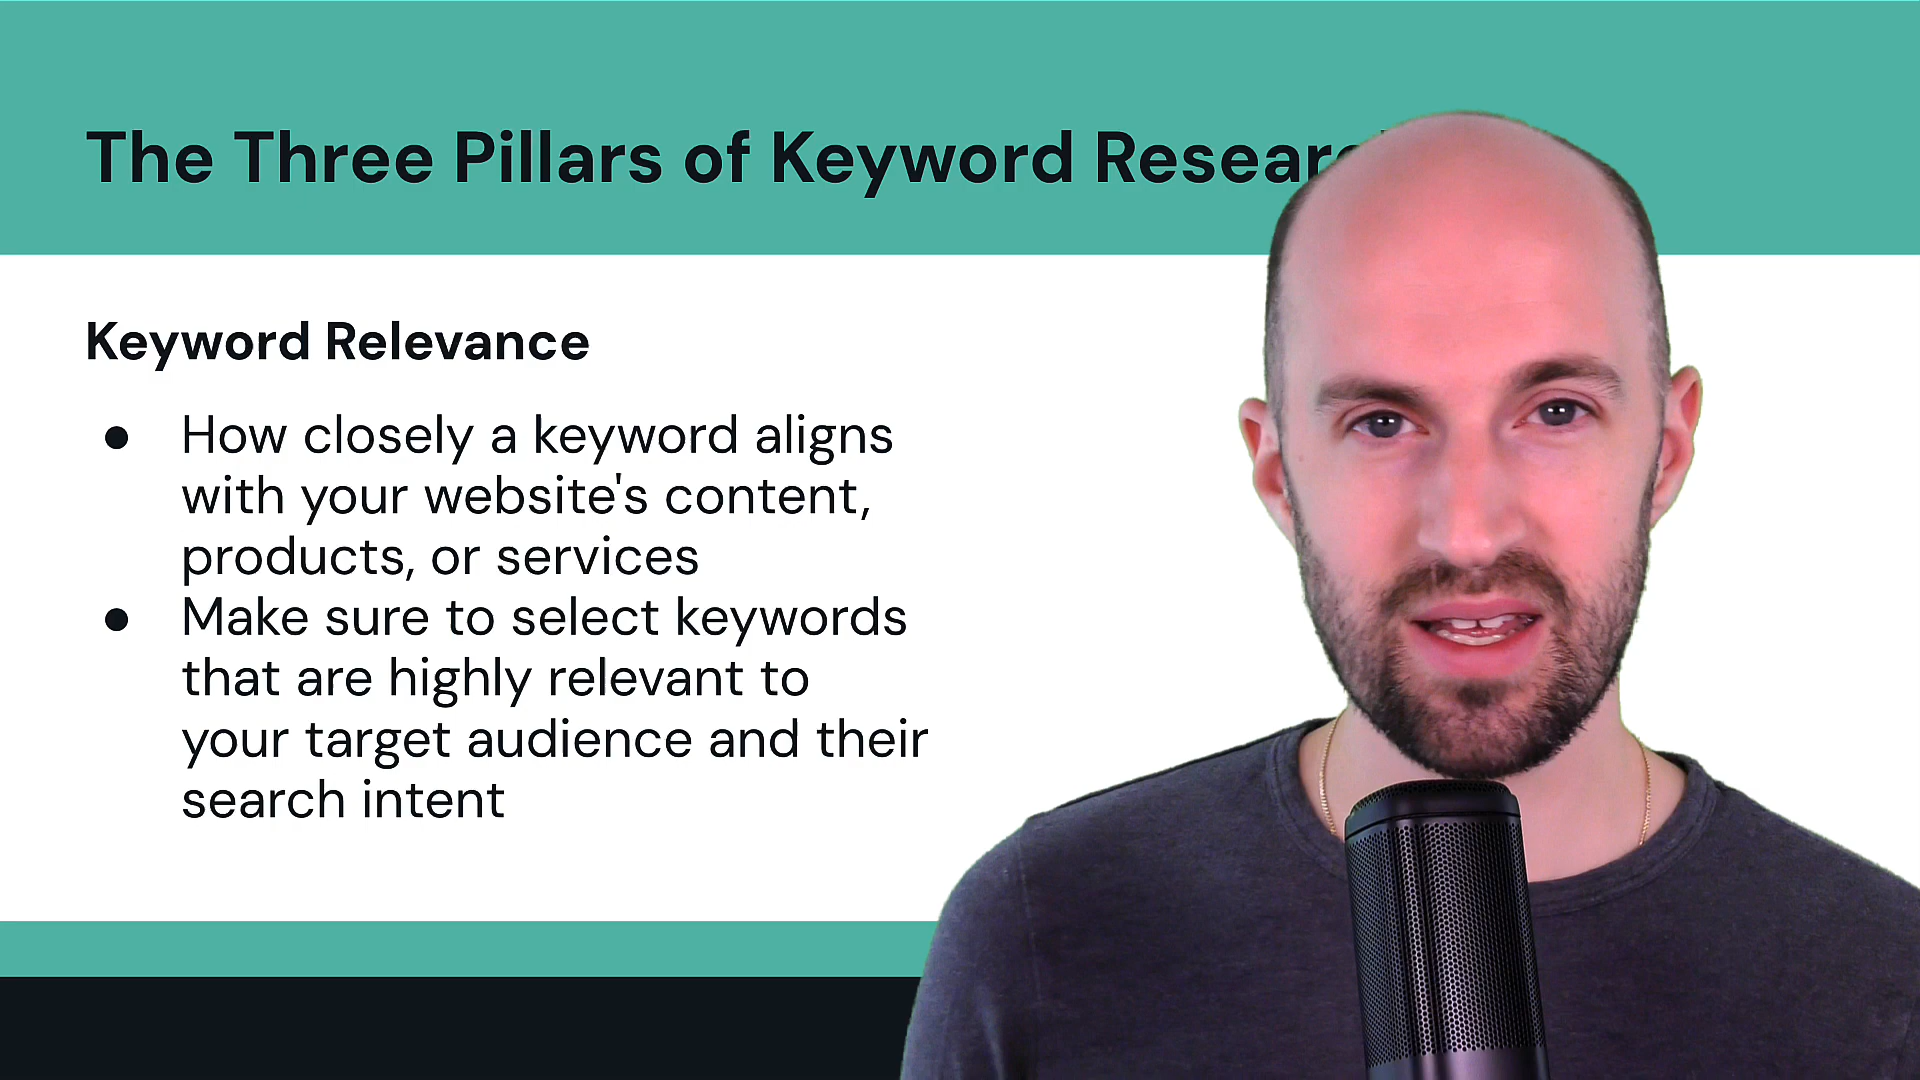 The Three Pillars of Keyword
Keyword Relevance
● How closely a keyword aligns
with your website's content,
products, or services
● Make sure to select keywords
that are highly relevant to
your target audience and their
search intent